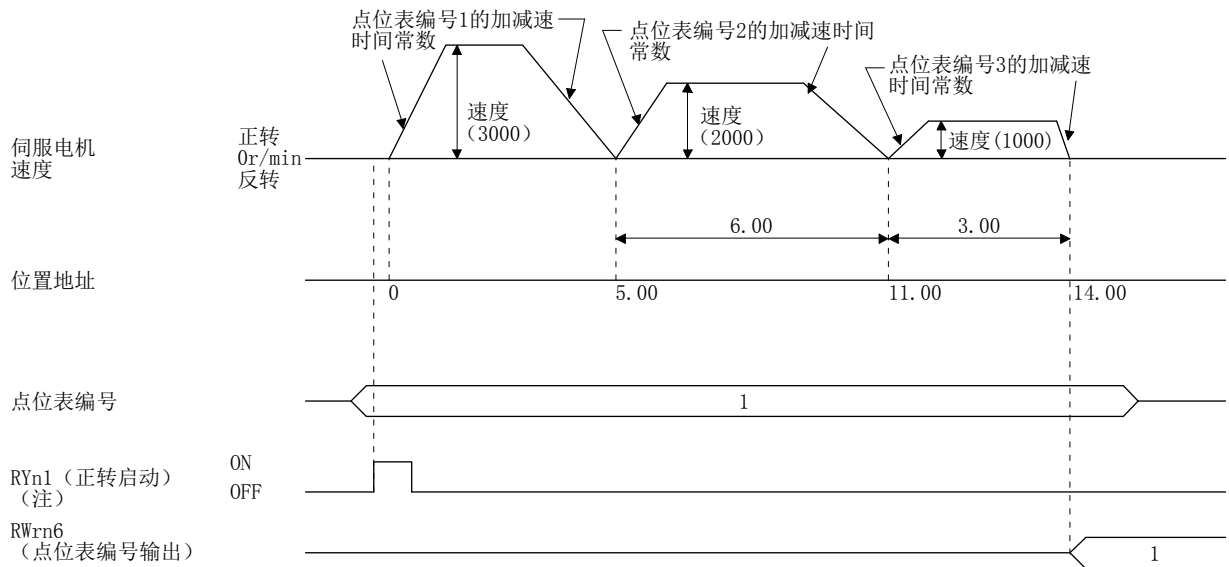 点位表编号1的加减速
时间常数
点位表编号2的加减速时间
常数
点位表编号3的加减速
时间常数
速度
（3000）
速度
（2000）
速度(1000)
伺服电机
速度
正转
0r/min
反转
6.00
3.00
位置地址
0
5.00
11.00
14.00
点位表编号
1
RYn1（正转启动）
（注）
ON
OFF
RWrn6
（点位表编号输出）
1